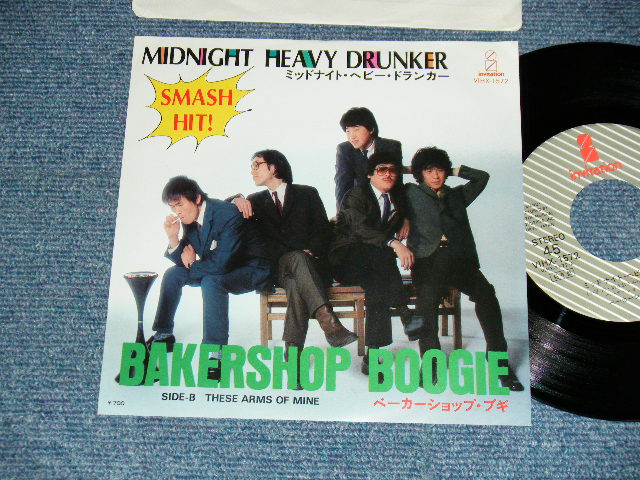 MIDNIGHT HEAVY DRUNKER
ミッドナイト・ヘビー・ドランカー
invitation
VIHX-1572
SMASH
HIT!
BAKERSHOP BOOGIE
SIDE-B THESE ARMS OF MINE
ベーカーショップ・ブギ
¥700
invitation
STEREO
45
VIHX-1572